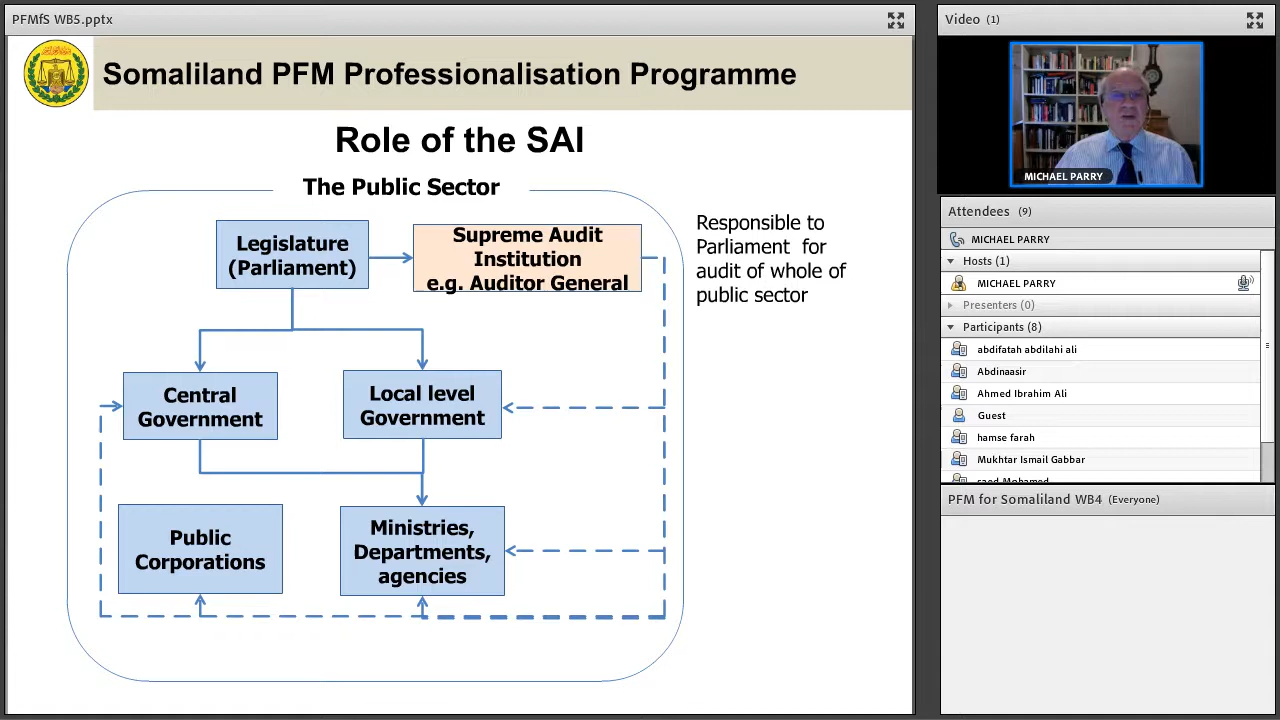 PFMfS WB5.pptx
Somaliland PFM Professionalisation Programme
Role of the SAI
The Public Sector
Legislature
(Parliament)
Supreme Audit
Institution
e.g. Auditor General
Responsible to
Parliament for
audit of whole of
public sector
Central
Government
Local level
Government
Public
Corporations
Ministries,
Departments,
agencies
Video (1)
MICHAEL PARRY
Attendees (9)
MICHAEL PARRY
Hosts (1)
MICHAEL PARRY
Presenters (0)
Participants (8)
abdifatah abdilahi ali
Abdinaasir
Ahmed Ibrahim Ali
Guest
hamse farah
Mukhtar Ismail Gabbar
saed Mohamed
PFM for Somaliland WB4 (Everyone)